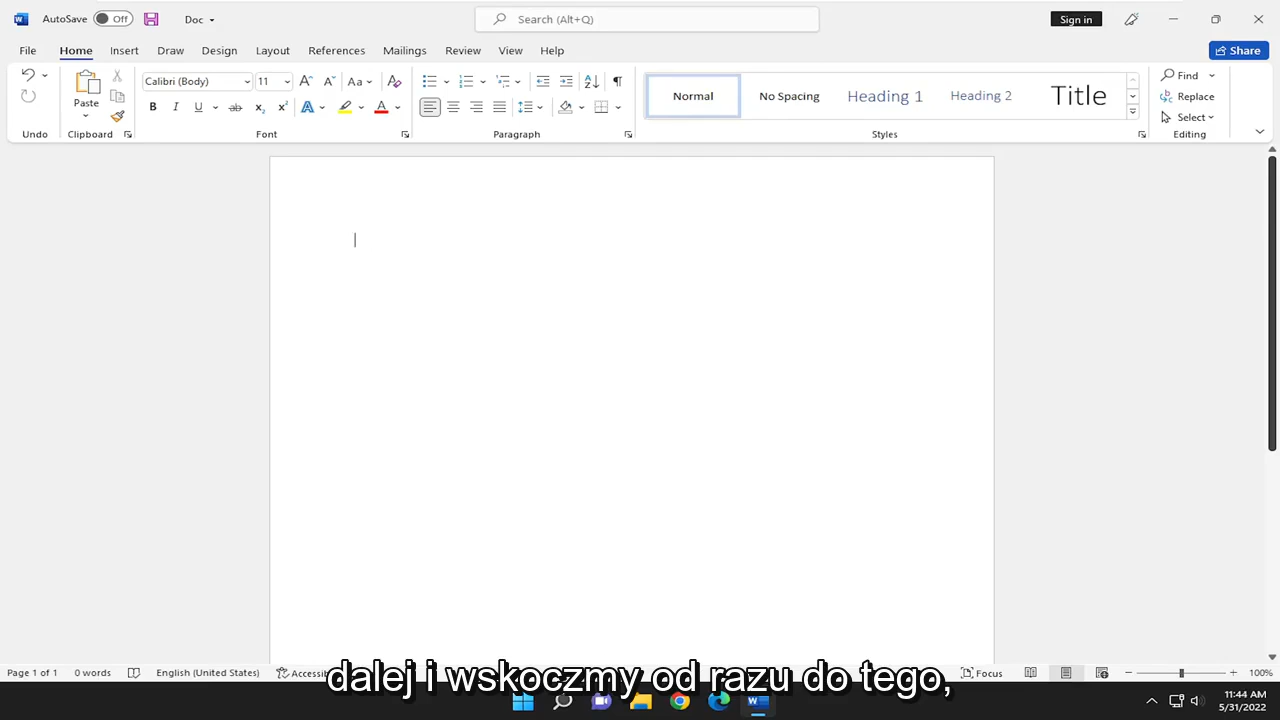 AutoSave Off Doc Search (Alt+Q) Sign in
File Home Insert Draw Design Layout References Mailings Review View Help Share
Paste Calibri (Body) 11 Aa Normal No Spacing Heading 1 Heading 2 Title Find
Replace
Select
Undo Clipboard Font Paragraph Styles Editing
Page 1 of 1 0 words English (United States) Focus 100%
dalej i wskoczmy od razu do tego,
11:44 AM
5/31/2022